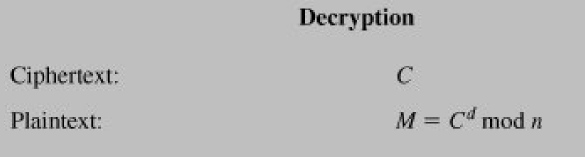 Decryption
Ciphertext: C
Plaintext: M = C^d mod n